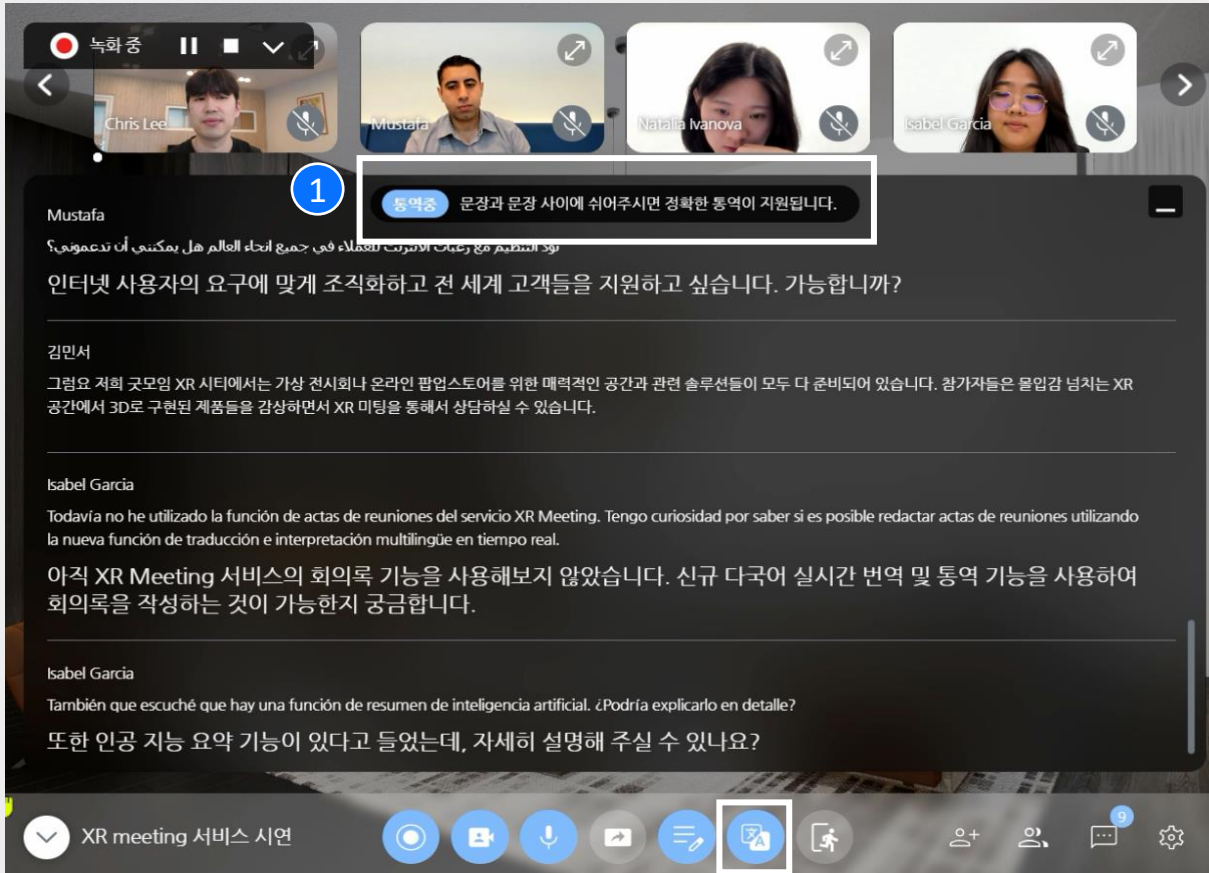 녹화 중
Chris Lee
Mustafa
Natalia Ivanova
Isabel Garcia
1
통역중 문장과 문장 사이에 쉬어주시면 정확한 통역이 지원됩니다.
Mustafa
نود التنظيم مع رغبات الانترنت للعملاء في جميع انحاء العالم هل يمكنني أن تدعموني؟
인터넷 사용자의 요구에 맞게 조직화하고 전 세계 고객들을 지원하고 싶습니다. 가능합니까?
김민서
그럼요 저희 굿모임 XR 시티에서는 가상 전시회나 온라인 팝업스토어를 위한 매력적인 공간과 관련 솔루션들이 모두 다 준비되어 있습니다. 참가자들은 몰입감 넘치는 XR
공간에서 3D로 구현된 제품들을 감상하면서 XR 미팅을 통해서 상담하실 수 있습니다.
Isabel Garcia
Todavía no he utilizado la función de actas de reuniones del servicio XR Meeting. Tengo curiosidad por saber si es posible redactar actas de reuniones utilizando
la nueva función de traducción e interpretación multilingüe en tiempo real.
아직 XR Meeting 서비스의 회의록 기능을 사용해보지 않았습니다. 신규 다국어 실시간 번역 및 통역 기능을 사용하여
회의록을 작성하는 것이 가능한지 궁금합니다.
Isabel Garcia
También que escuché que hay una función de resumen de inteligencia artificial. ¿Podría explicarlo en detalle?
또한 인공 지능 요약 기능이 있다고 들었는데, 자세히 설명해 주실 수 있나요?
XR meeting 서비스 시연
9